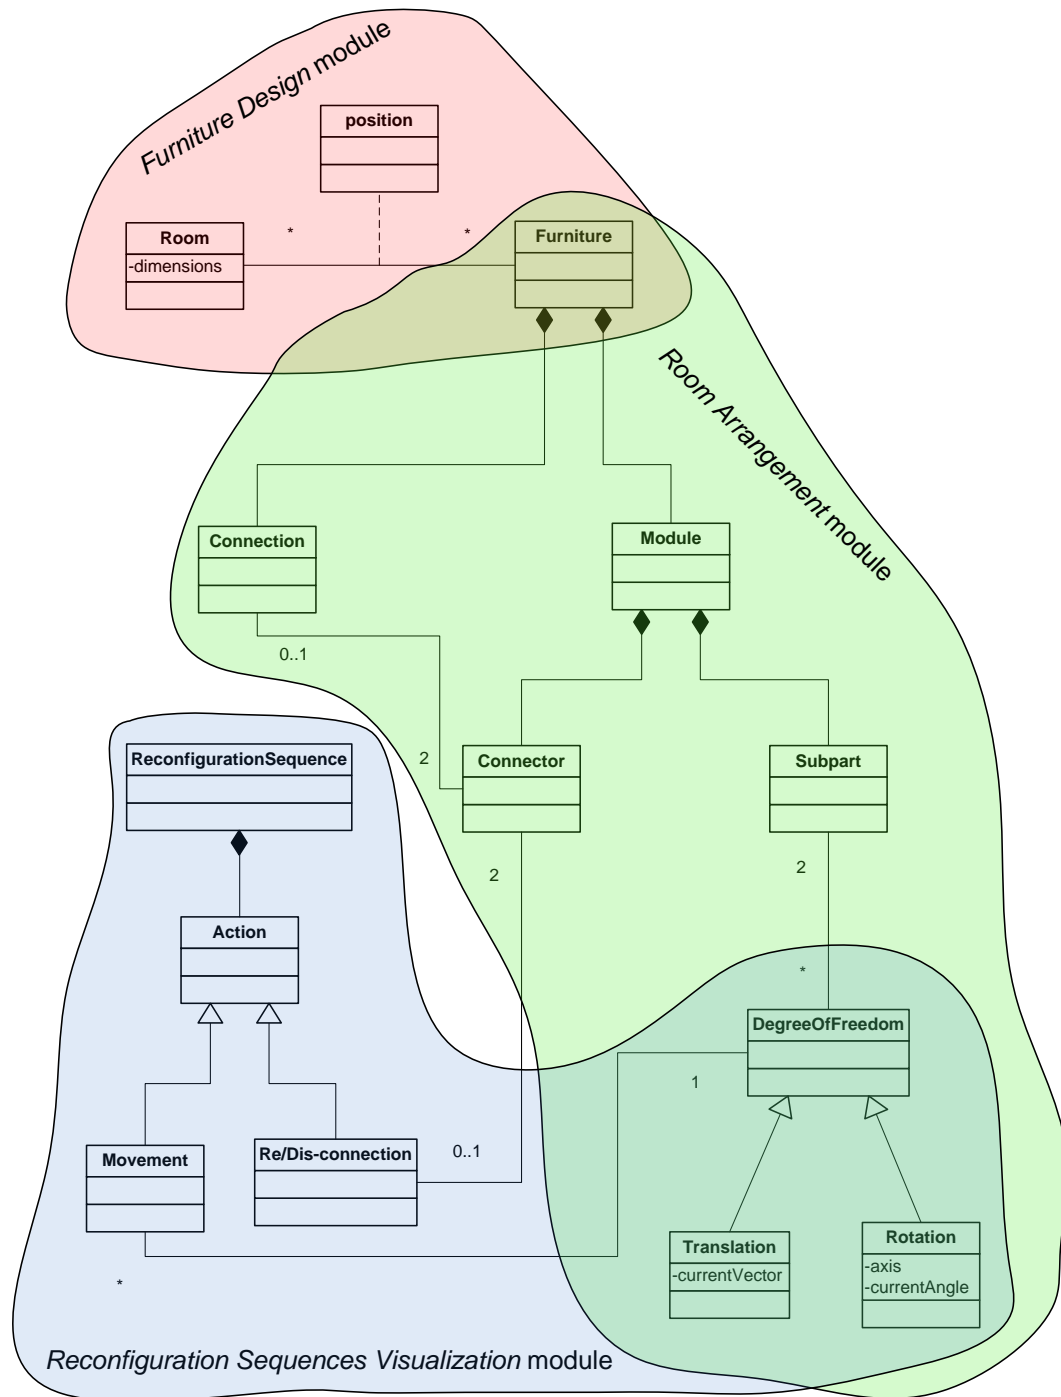 Furniture Design module
position
Room
-dimensions
*
*
Furniture
Room Arrangement module
Connection
Module
0..1
2
ReconfigurationSequence
Connector
Subpart
2
2
Action
*
DegreeOfFreedom
1
Movement
Re/Dis-connection
0..1
Translation
-currentVector
Rotation
-axis
-currentAngle
*
Reconfiguration Sequences Visualization module